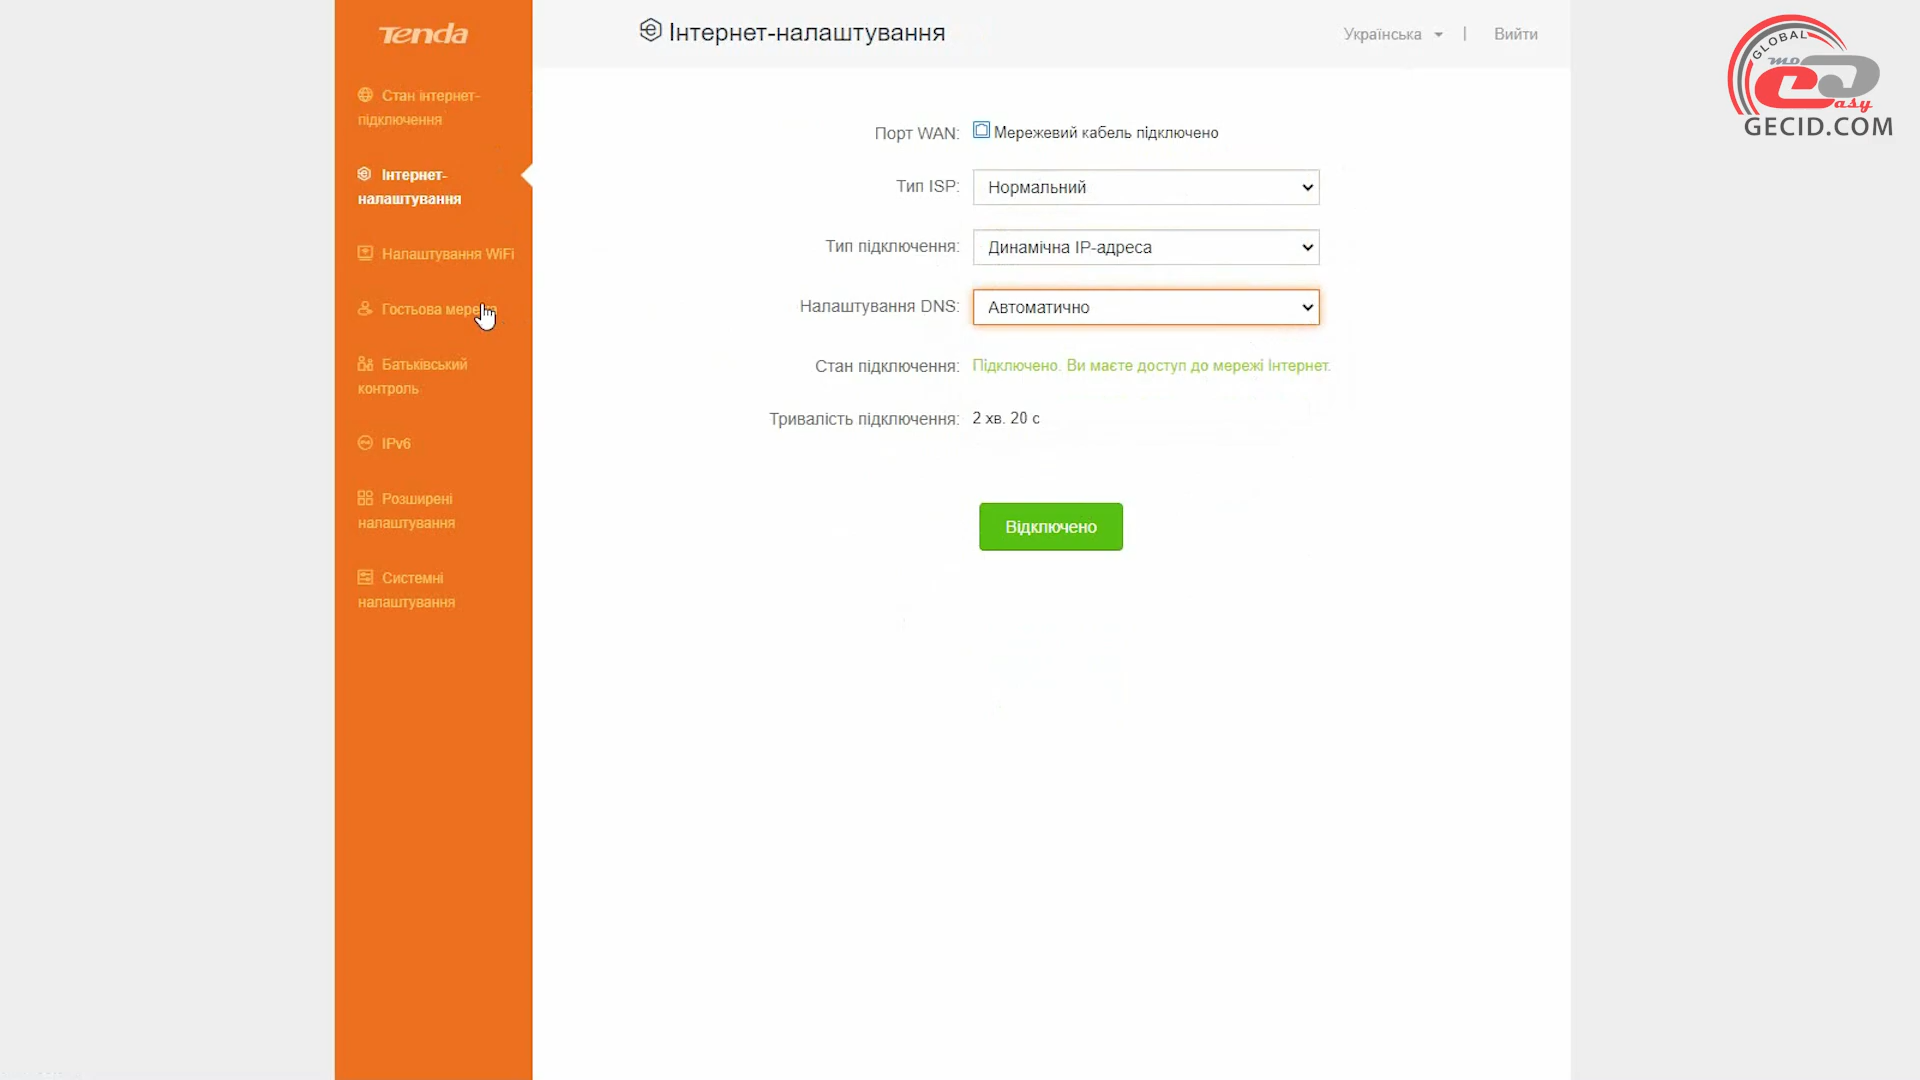 Tenda
Інтернет-налаштування
Українська
|
Вийти
GLOBAL
easy
GECID.COM
Стан інтернет-
підключення
Інтернет-
налаштування
Налаштування WiFi
Гостьова
Батьківський
контроль
IPv6
Розширені
налаштування
Системні
налаштування
Порт WAN: Мережевий кабель підключено
Тип ISP: Нормальний
Тип підключення: Динамічна IP-адреса
Налаштування DNS: Автоматично
Стан підключення: Підключено. Ви маєте доступ до мережі Інтернет.
Тривалість підключення: 2 хв. 20 с
Відключено